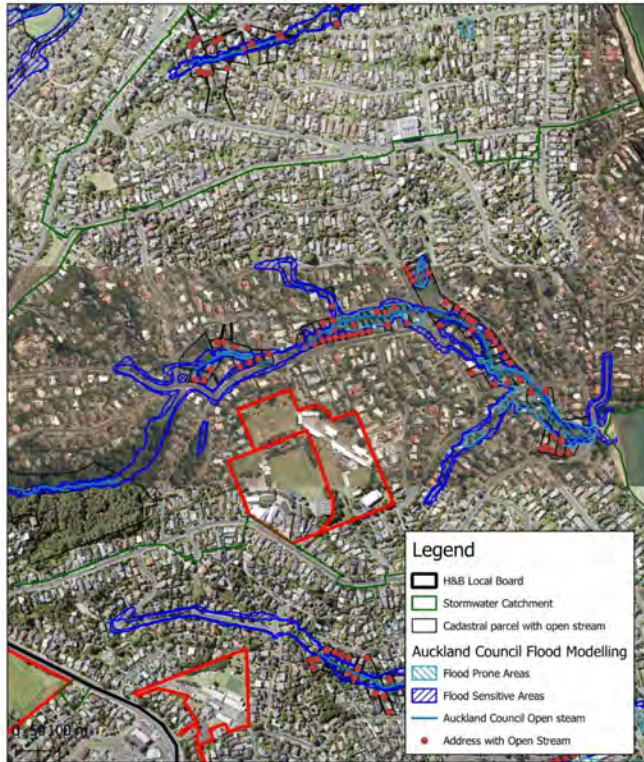 Legend
H&B Local Board
Stormwater Catchment
Cadastral parcel with open stream
Auckland Council Flood Modelling
Flood Prone Areas
Flood Sensitive Areas
Auckland Council Open steam
Address with Open Stream